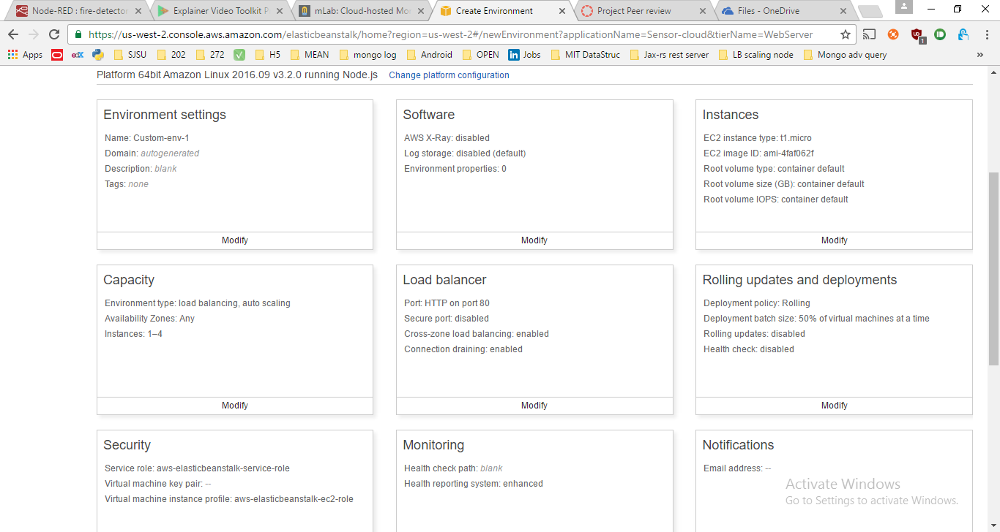 Node-RED : fire-detector
Explainer Video Toolkit P
mLab: Cloud-hosted Mo
Create Environment
Project Peer review
Files - OneDrive
https://us-west-2.console.aws.amazon.com/elasticbeanstalk/home?region=us-west-2#/newEnvironment?applicationName=Sensor-cloud&tierName=WebServer
Apps edX SJSU 202 272 H5 MEAN mongo log Android OPEN Jobs MIT DataStruc Jax-rs rest server LB scaling node Mongo adv query »
Platform 64bit Amazon Linux 2016.09 v3.2.0 running Node.js Change platform configuration
Environment settings
Name: Custom-env-1
Domain: autogenerated
Description: blank
Tags: none
Modify
Software
AWS X-Ray: disabled
Log storage: disabled (default)
Environment properties: 0
Modify
Instances
EC2 instance type: t1.micro
EC2 image ID: ami-4faf062f
Root volume type: container default
Root volume size (GB): container default
Root volume IOPS: container default
Modify
Capacity
Environment type: load balancing, auto scaling
Availability Zones: Any
Instances: 1–4
Modify
Load balancer
Port: HTTP on port 80
Secure port: disabled
Cross-zone load balancing: enabled
Connection draining: enabled
Modify
Rolling updates and deployments
Deployment policy: Rolling
Deployment batch size: 50% of virtual machines at a time
Rolling updates: disabled
Health check: disabled
Modify
Security
Service role: aws-elasticbeanstalk-service-role
Virtual machine key pair: --
Virtual machine instance profile: aws-elasticbeanstalk-ec2-role
Monitoring
Health check path: blank
Health reporting system: enhanced
Notifications
Email address: --
Activate Windows
Go to Settings to activate Windows.